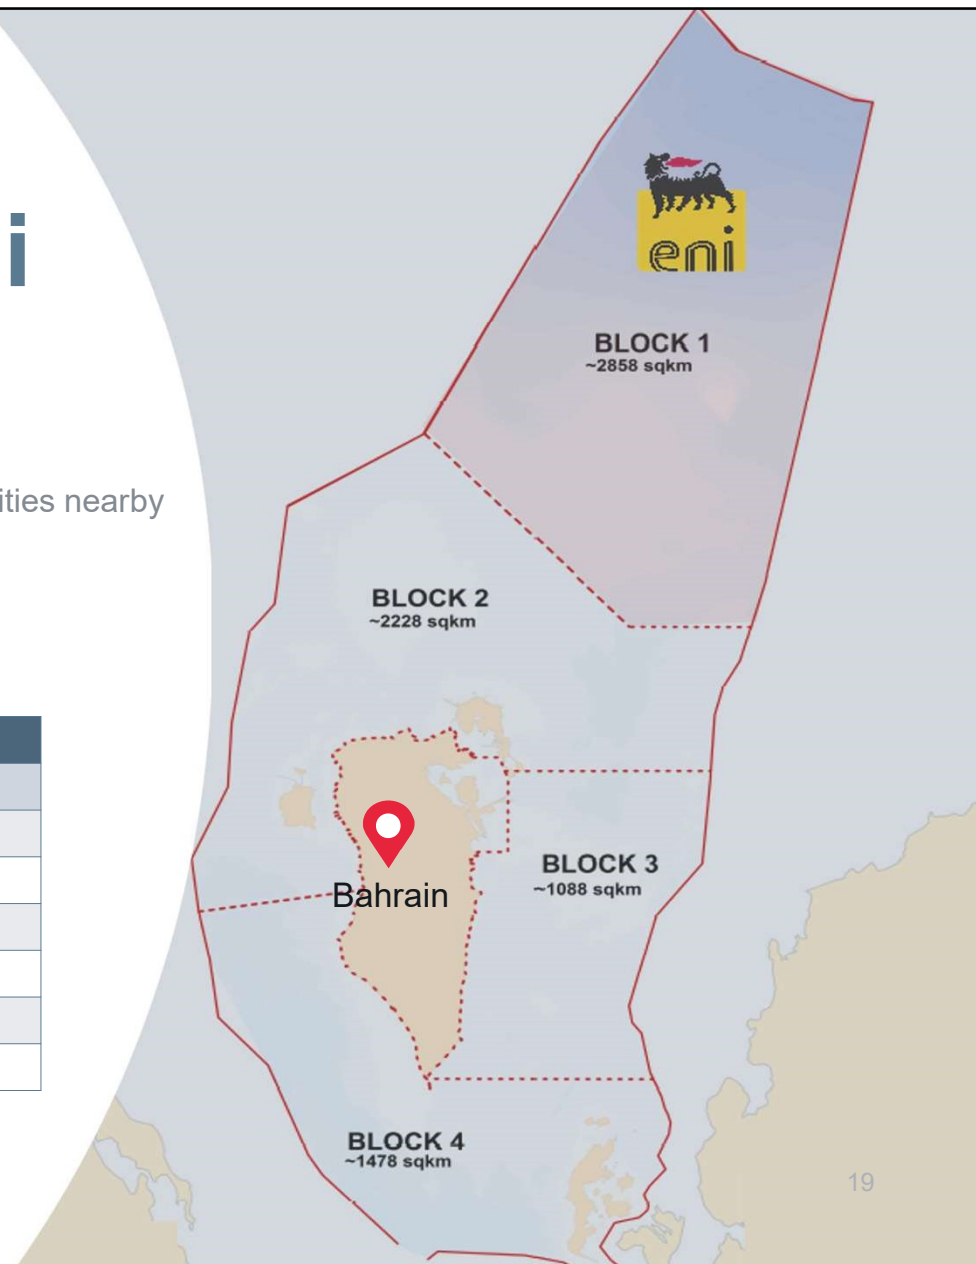 i
eni
BLOCK 1
~2858 sqkm
ities nearby
BLOCK 2
~2228 sqkm
BLOCK 3
~1088 sqkm
Bahrain
BLOCK 4
~1478 sqkm
19